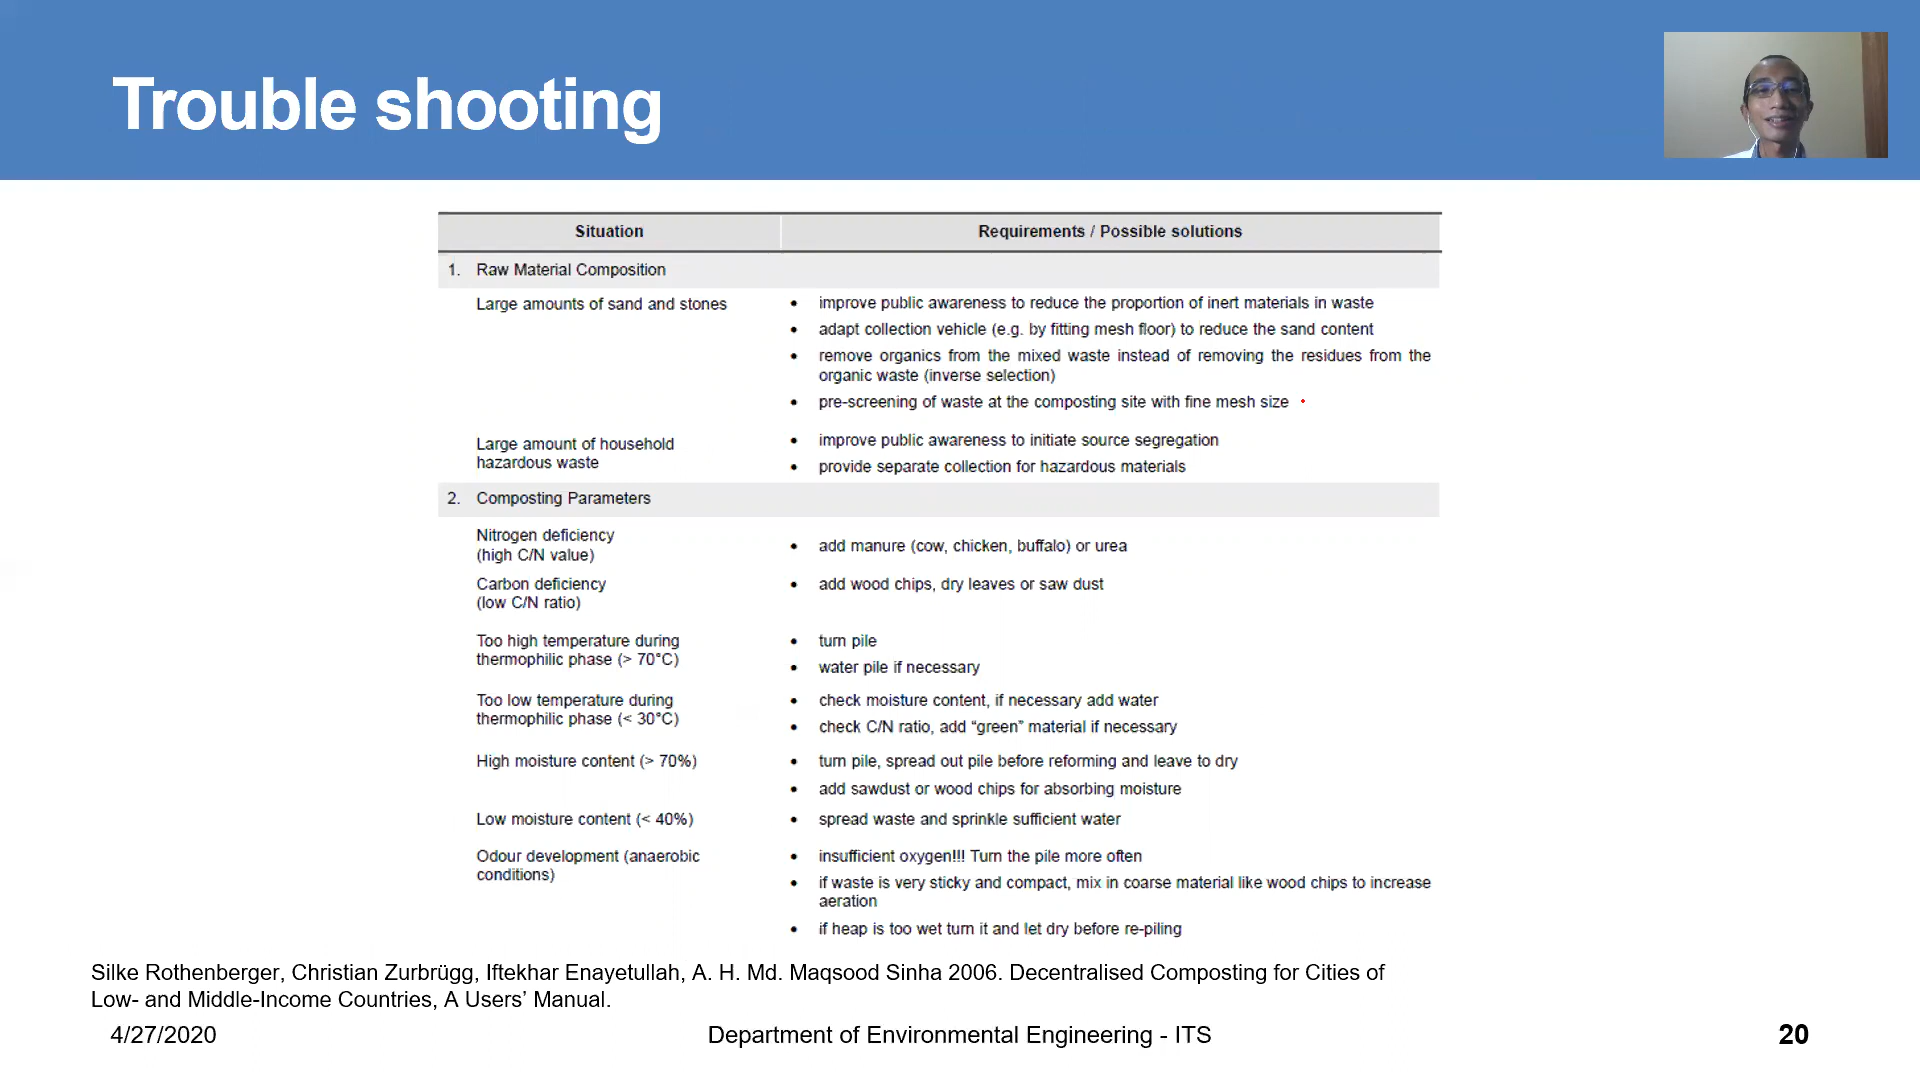 Trouble shooting
Situation
Requirements / Possible solutions
1. Raw Material Composition
Large amounts of sand and stones
• improve public awareness to reduce the proportion of inert materials in waste
• adapt collection vehicle (e.g. by fitting mesh floor) to reduce the sand content
• remove organics from the mixed waste instead of removing the residues from the
organic waste (inverse selection)
• pre-screening of waste at the composting site with fine mesh size
Large amount of household
hazardous waste
• improve public awareness to initiate source segregation
• provide separate collection for hazardous materials
2. Composting Parameters
Nitrogen deficiency
(high C/N value)
• add manure (cow, chicken, buffalo) or urea
Carbon deficiency
(low C/N ratio)
• add wood chips, dry leaves or saw dust
Too high temperature during
thermophilic phase (> 70°C)
• turn pile
• water pile if necessary
Too low temperature during
thermophilic phase (< 30°C)
• check moisture content, if necessary add water
• check C/N ratio, add “green” material if necessary
High moisture content (> 70%)
• turn pile, spread out pile before reforming and leave to dry
• add sawdust or wood chips for absorbing moisture
Low moisture content (< 40%)
• spread waste and sprinkle sufficient water
Odour development (anaerobic
conditions)
• insufficient oxygen!!! Turn the pile more often
• if waste is very sticky and compact, mix in coarse material like wood chips to increase
aeration
• if heap is too wet turn it and let dry before re-piling
Silke Rothenberger, Christian Zurbrügg, Iftekhar Enayetullah, A. H. Md. Maqsood Sinha 2006. Decentralised Composting for Cities of
Low- and Middle-Income Countries, A Users’ Manual.
4/27/2020
Department of Environmental Engineering - ITS
20